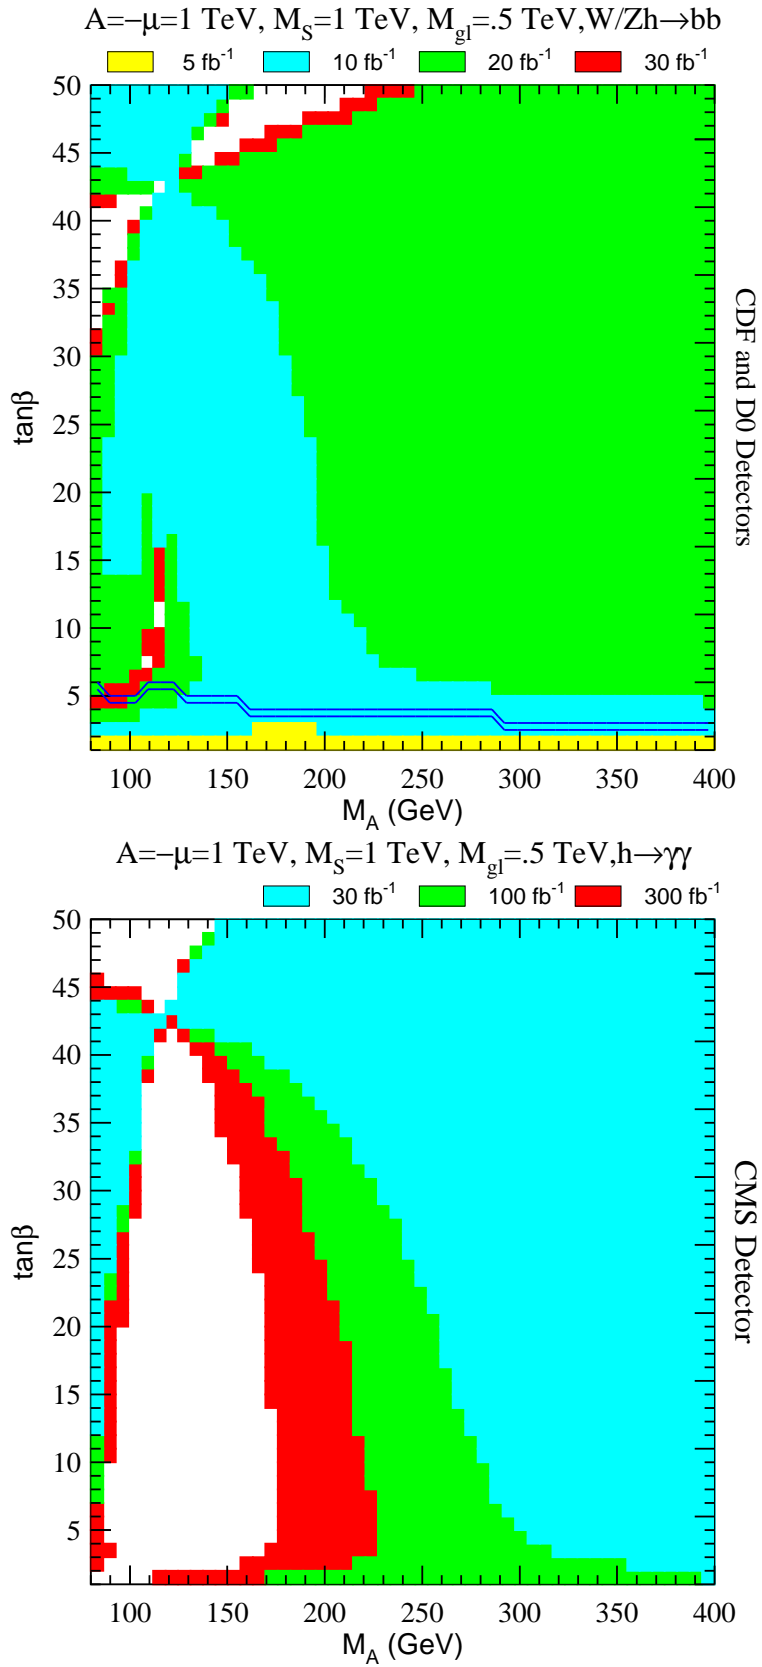 A=−μ=1 TeV, M_S=1 TeV, M_gl=.5 TeV,W/Zh→bb
5 fb⁻¹ 10 fb⁻¹ 20 fb⁻¹ 30 fb⁻¹
50
45
40
35
30
25
20
15
10
5
tanβ
CDF and D0 Detectors
100 150 200 250 300 350 400
M_A (GeV)
A=−μ=1 TeV, M_S=1 TeV, M_gl=.5 TeV,h→γγ
30 fb⁻¹ 100 fb⁻¹ 300 fb⁻¹
50
45
40
35
30
25
20
15
10
5
tanβ
CMS Detector
100 150 200 250 300 350 400
M_A (GeV)